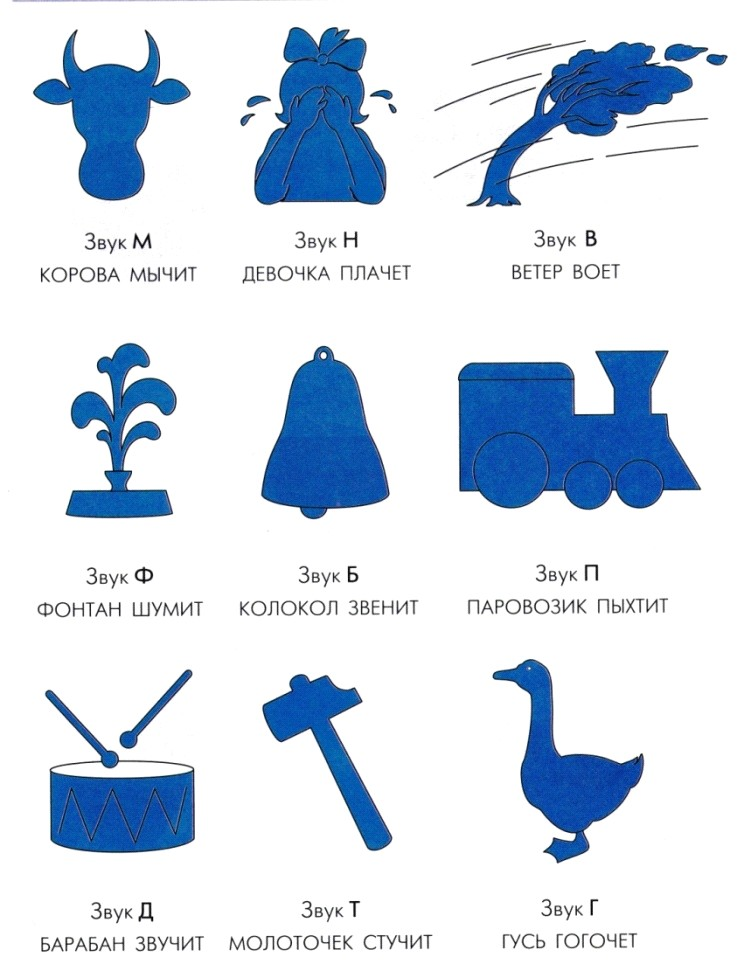 Звук М
КОРОВА МЫЧИТ
Звук Н
ДЕВОЧКА ПЛАЧЕТ
Звук В
ВЕТЕР ВОЕТ
Звук Ф
ФОНТАН ШУМИТ
Звук Б
КОЛОКОЛ ЗВЕНИТ
Звук П
ПАРОВОЗИК ПЫХТИТ
Звук Д
БАРАБАН ЗВУЧИТ
Звук Т
МОЛОТОЧЕК СТУЧИТ
Звук Г
ГУСЬ ГОГОЧЕТ